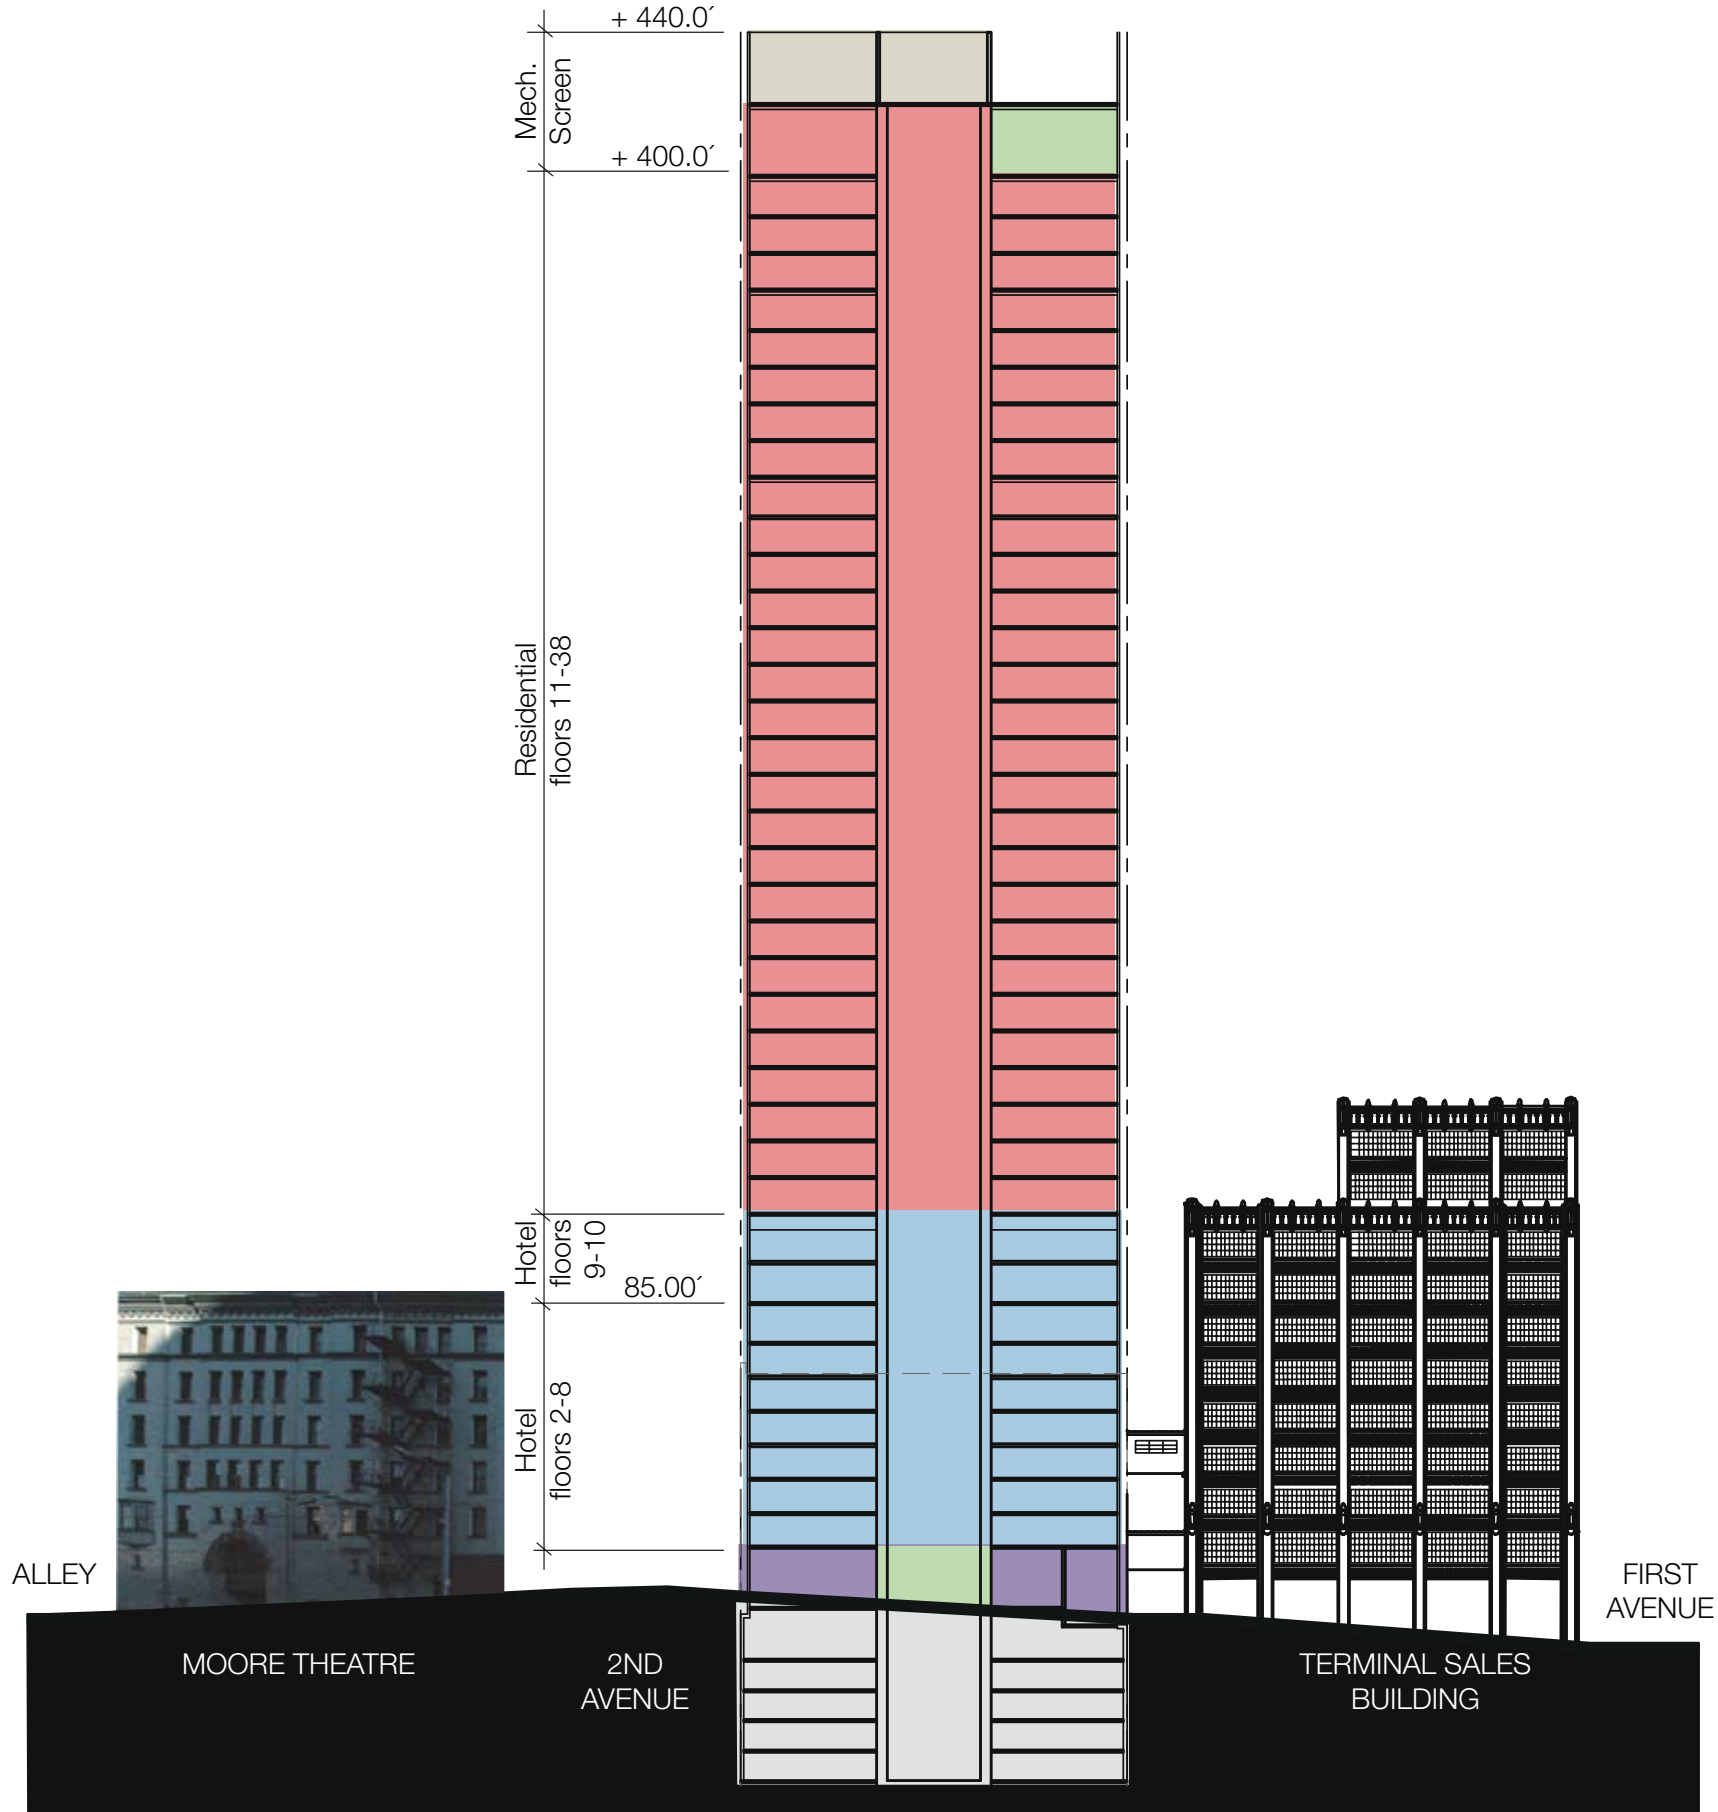 + 440.0´
Mech.
Screen
+ 400.0´
Residential
floors 11-38
Hotel
floors
9-10
85.00´
Hotel
floors 2-8
ALLEY
FIRST
AVENUE
MOORE THEATRE
2ND
AVENUE
TERMINAL SALES
BUILDING